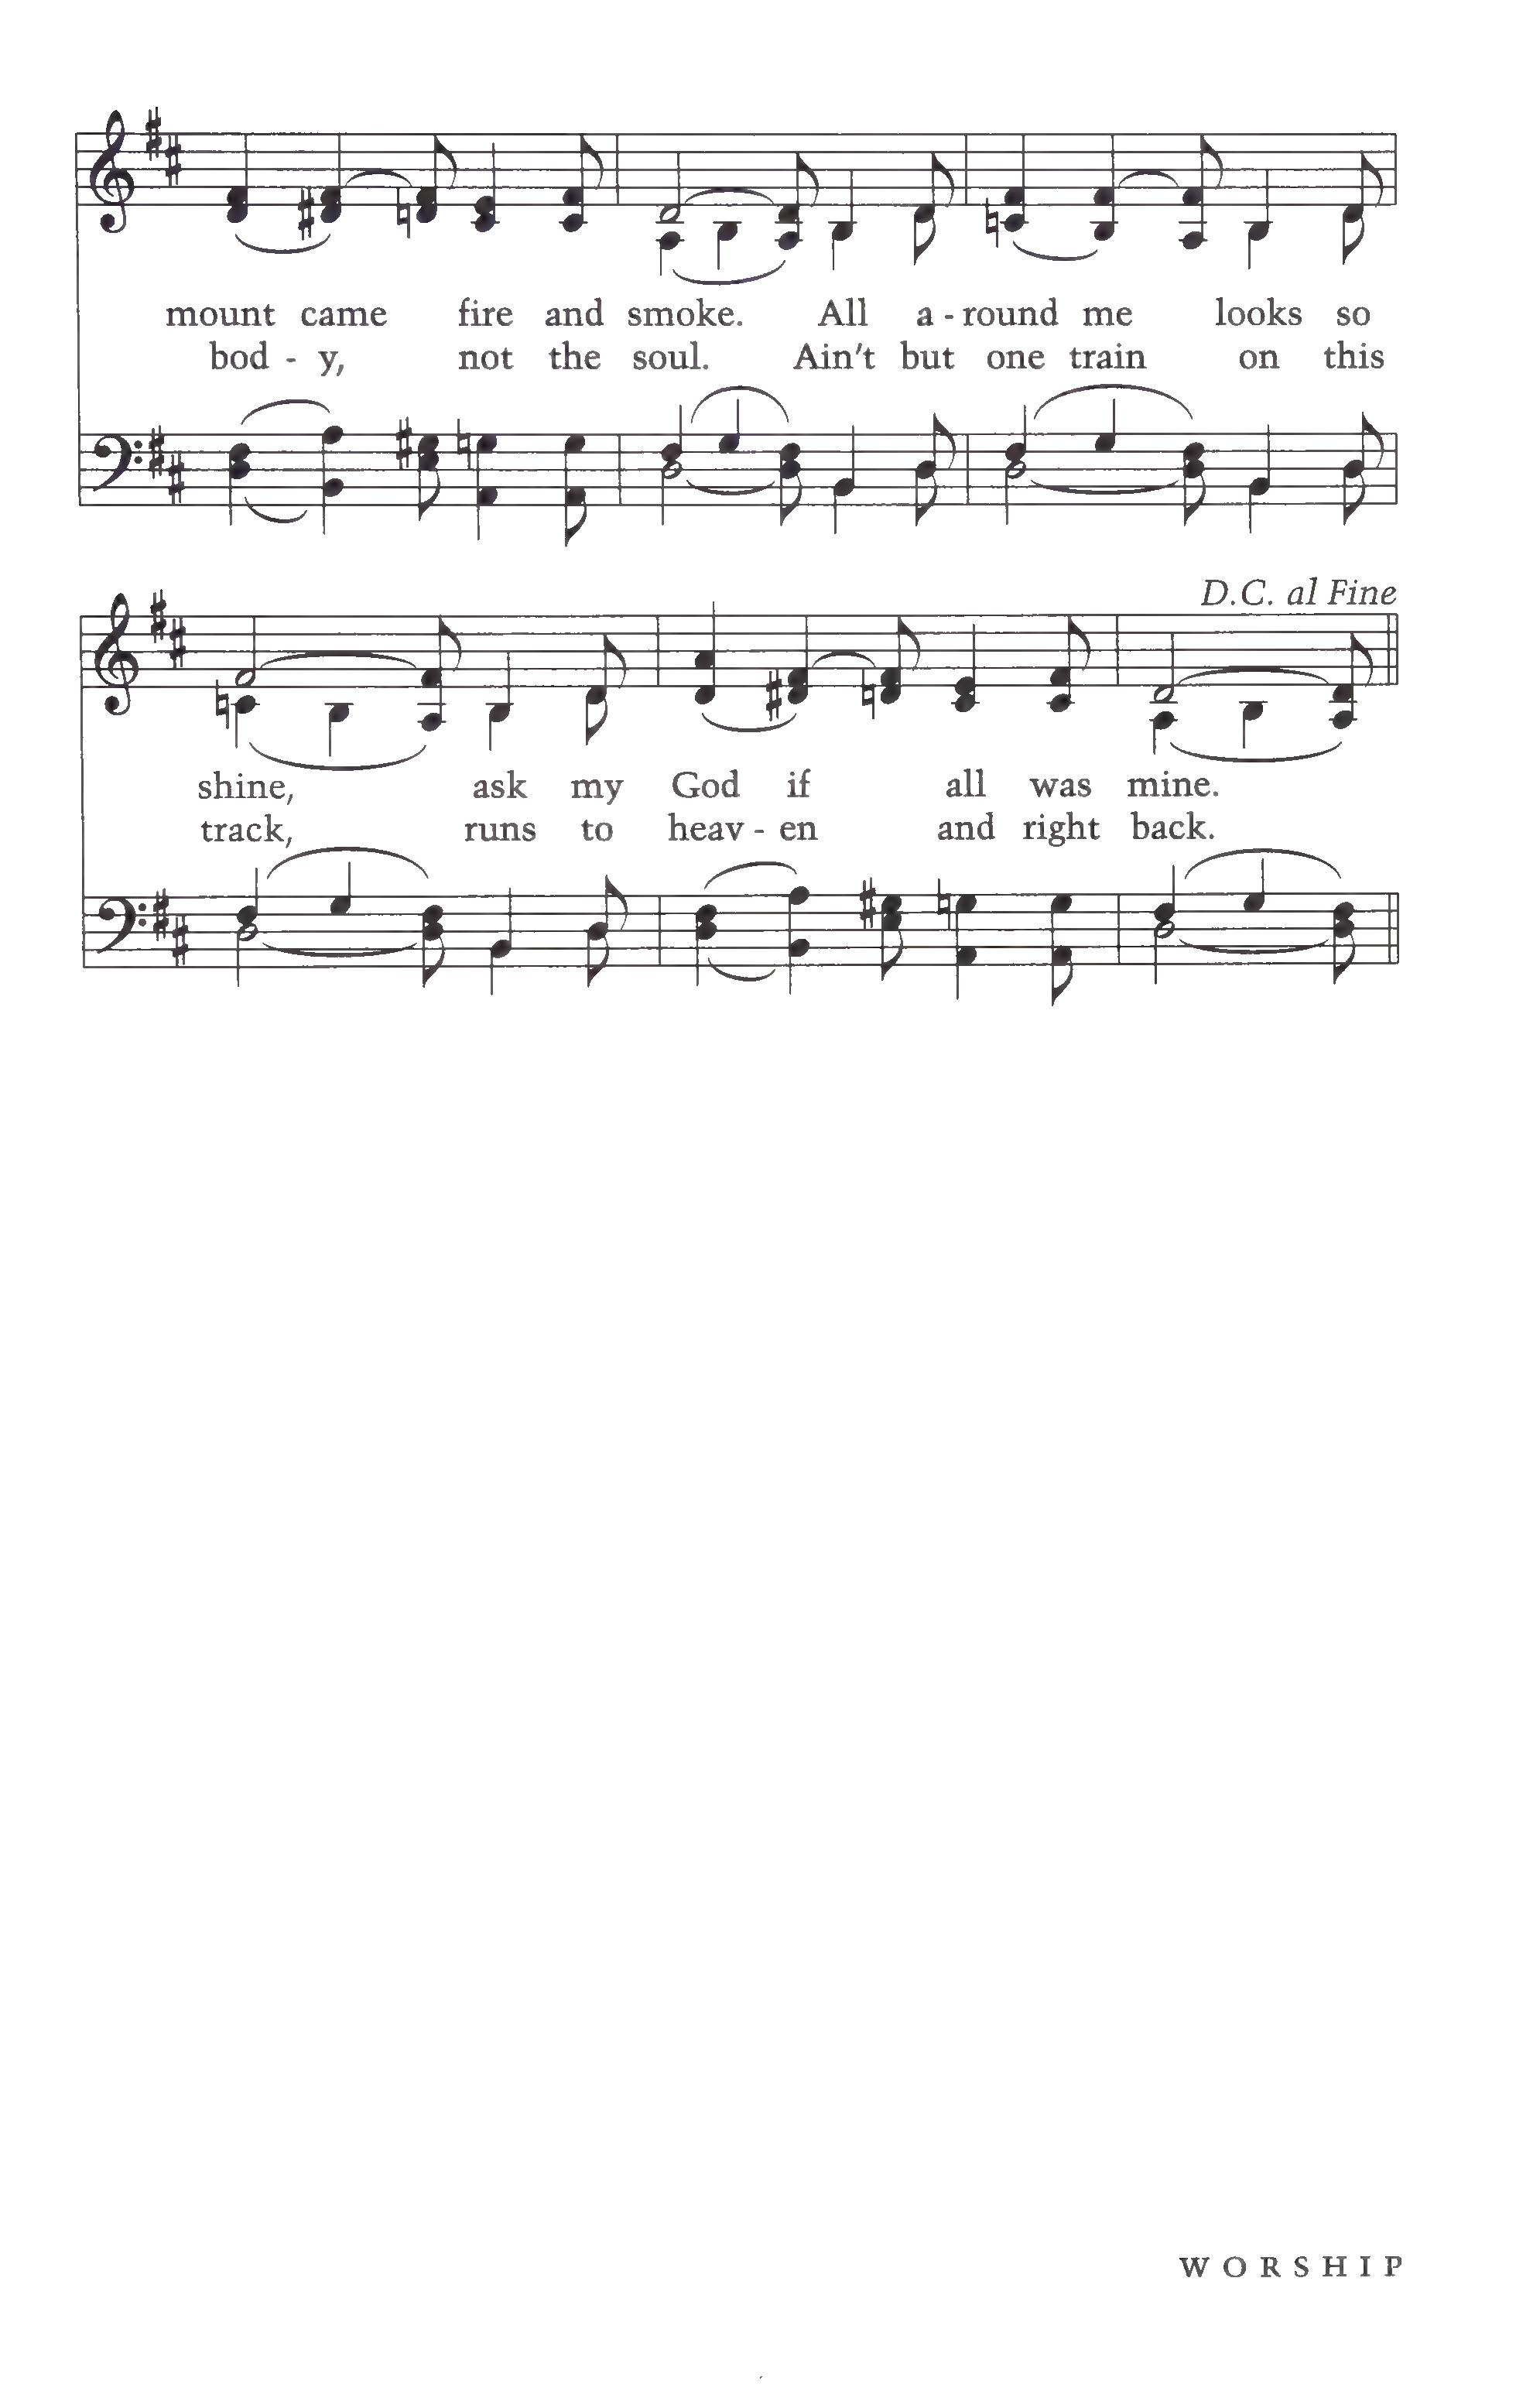 mount came fire and smoke. All a - round me looks so
bod - y, not the soul. Ain't but one train on this
D.C. al Fine
shine, ask my God if all was mine.
track, runs to heav - en and right back.
WORSHIP